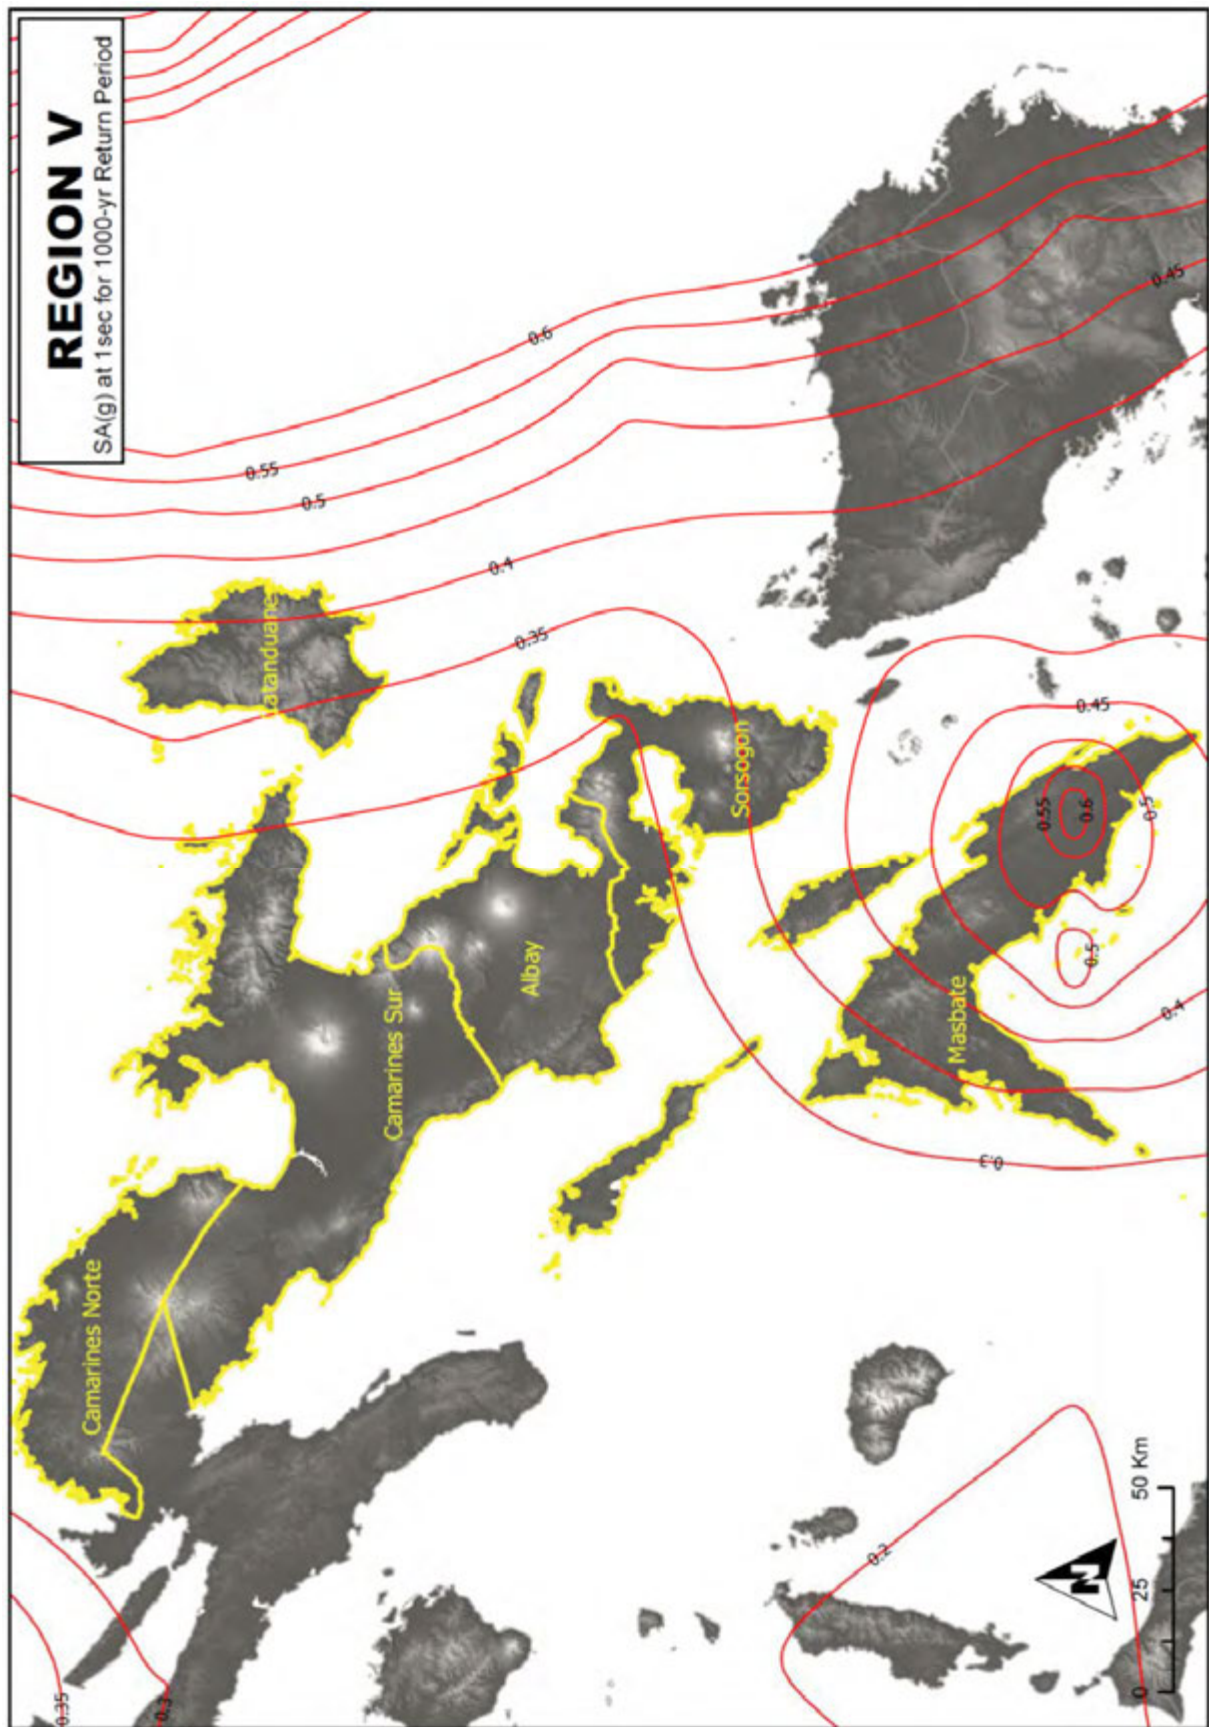 REGION V
SA(g) at 1sec for 1000-yr Return Period
0.6
0.55
0.5
0.45
0.4
0.35
Catanduane
Camarines Norte
Camarines Sur
Albay
Sorsogon
Masbate
0.45
0.55
0.6
0.5
0.5
0.4
0.3
0.2
0.35
0.3
N
0 25 50 Km